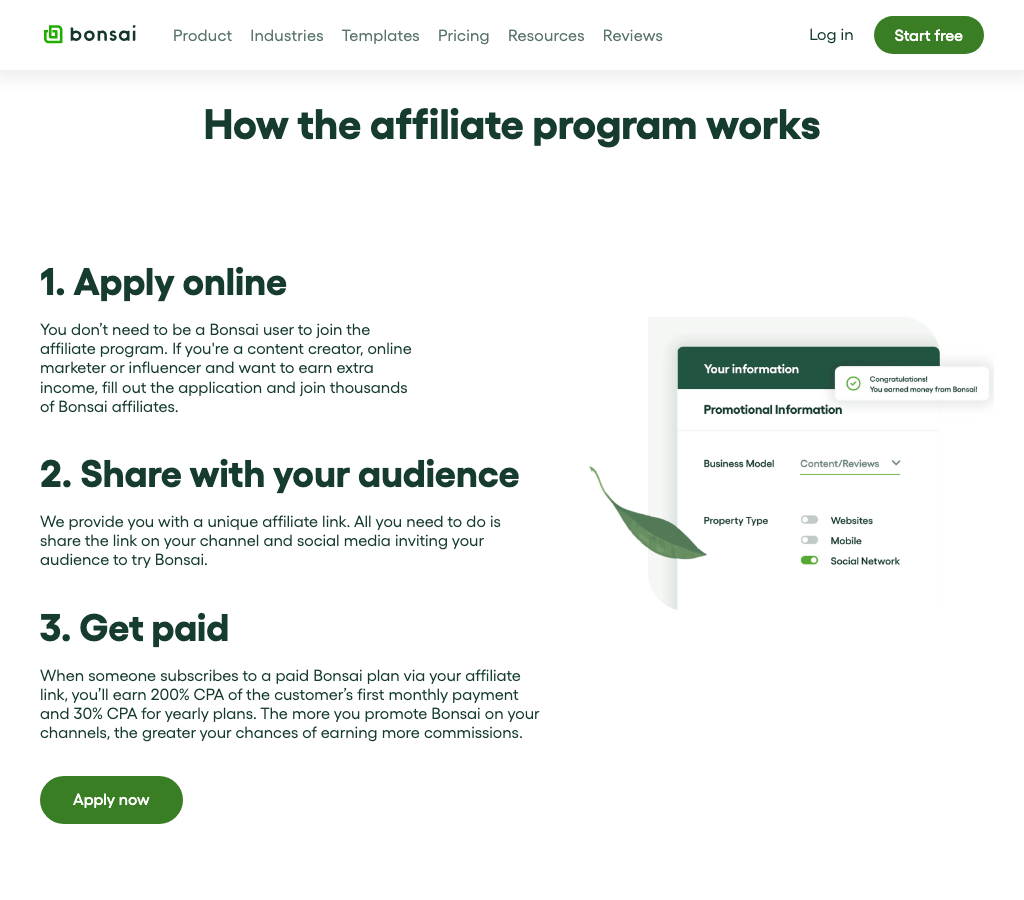 bonsai
Product Industries Templates Pricing Resources Reviews
Log in
Start free
How the affiliate program works
1. Apply online
You don’t need to be a Bonsai user to join the
affiliate program. If you're a content creator, online
marketer or influencer and want to earn extra
income, fill out the application and join thousands
of Bonsai affiliates.
2. Share with your audience
We provide you with a unique affiliate link. All you need to do is
share the link on your channel and social media inviting your
audience to try Bonsai.
3. Get paid
When someone subscribes to a paid Bonsai plan via your affiliate
link, you’ll earn 200% CPA of the customer’s first monthly payment
and 30% CPA for yearly plans. The more you promote Bonsai on your
channels, the greater your chances of earning more commissions.
Apply now
Your information
Congratulations!
You earned money from Bonsai!
Promotional Information
Business Model Content/Reviews
Property Type Websites
Mobile
Social Network